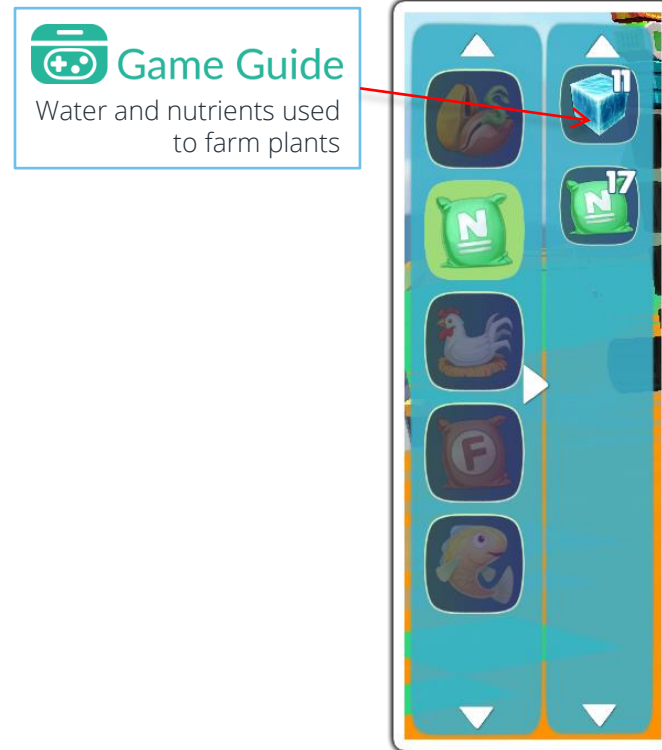 Game Guide
Water and nutrients used
to farm plants
11
N
17
N
F